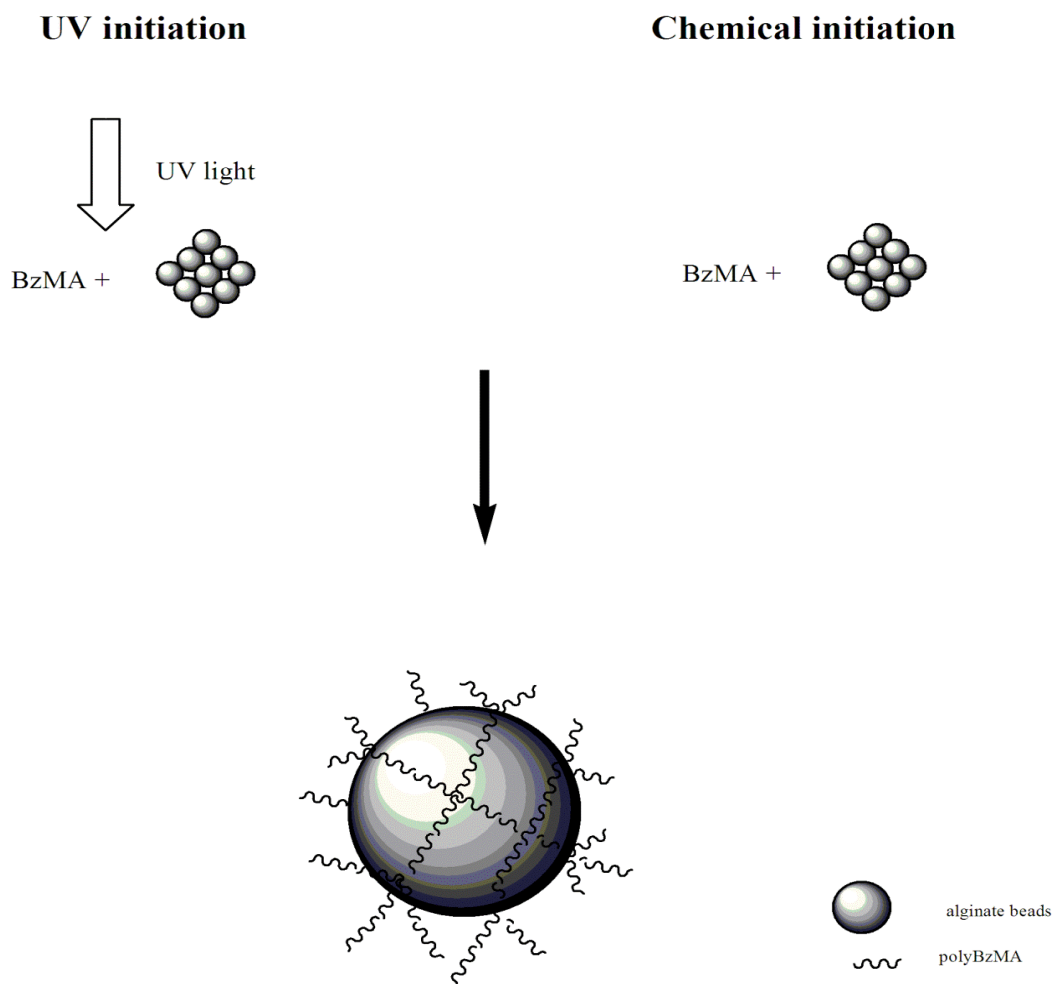 UV initiation
Chemical initiation
UV light
BzMA +
BzMA +
alginate beads
polyBzMA